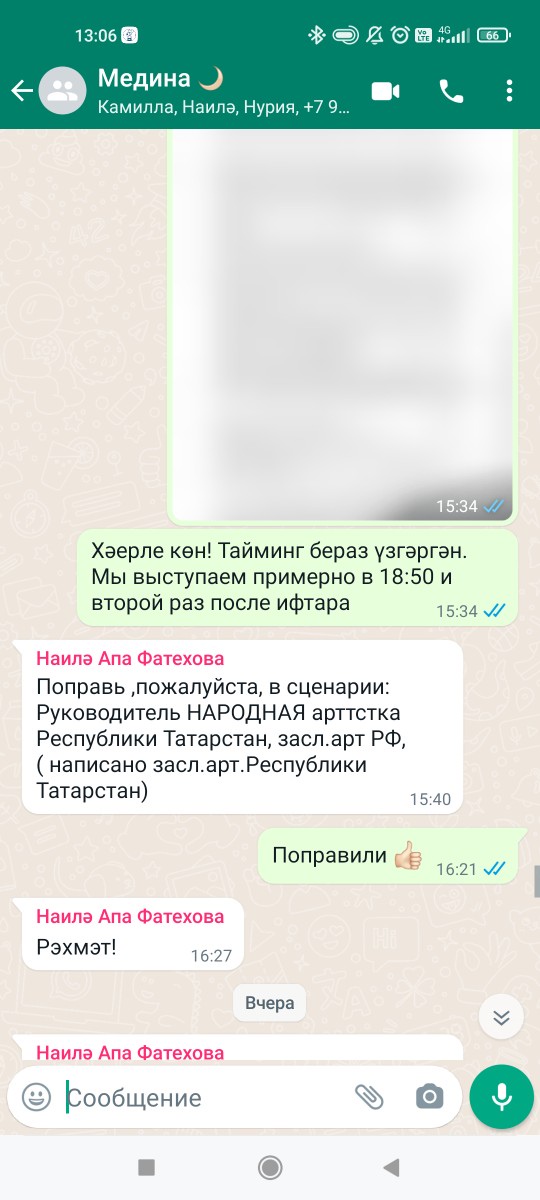 13:06
Vo LTE 4G 66
Медина 🌙
Камилла, Наилә, Нурия, +7 9...
15:34
Хәерле көн! Тайминг бераз үзгәргән.
Мы выступаем примерно в 18:50 и
второй раз после ифтара
15:34
Наилә Апа Фатехова
Поправь ,пожалуйста, в сценарии:
Руководитель НАРОДНАЯ арттстка
Республики Татарстан, засл.арт РФ,
( написано засл.арт.Республики
Татарстан)
15:40
Поправили 👍🏻
16:21
Наилә Апа Фатехова
Рэхмэт!
16:27
Вчера
Наилә Апа Фатехова
Сообщение